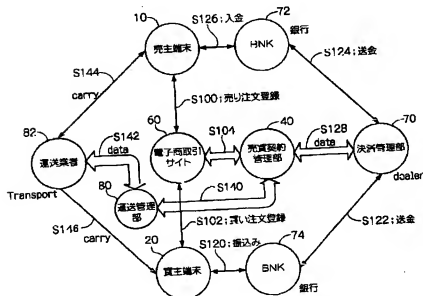 10
S126;入金
72
売主端末
HNK
銀行
S144
carry
S124;送金
S100;売り注文登録
82
S142
data
60
40
70
S104
S128
data
運送業者
電子商取引
サイト
売買契約
管理部
決済管理部
Transport
80
S140
dealer
運送管理
部
S146
carry
S102;買い注文登録
S122;送金
20
S120;振込み
74
買主端末
BNK
銀行